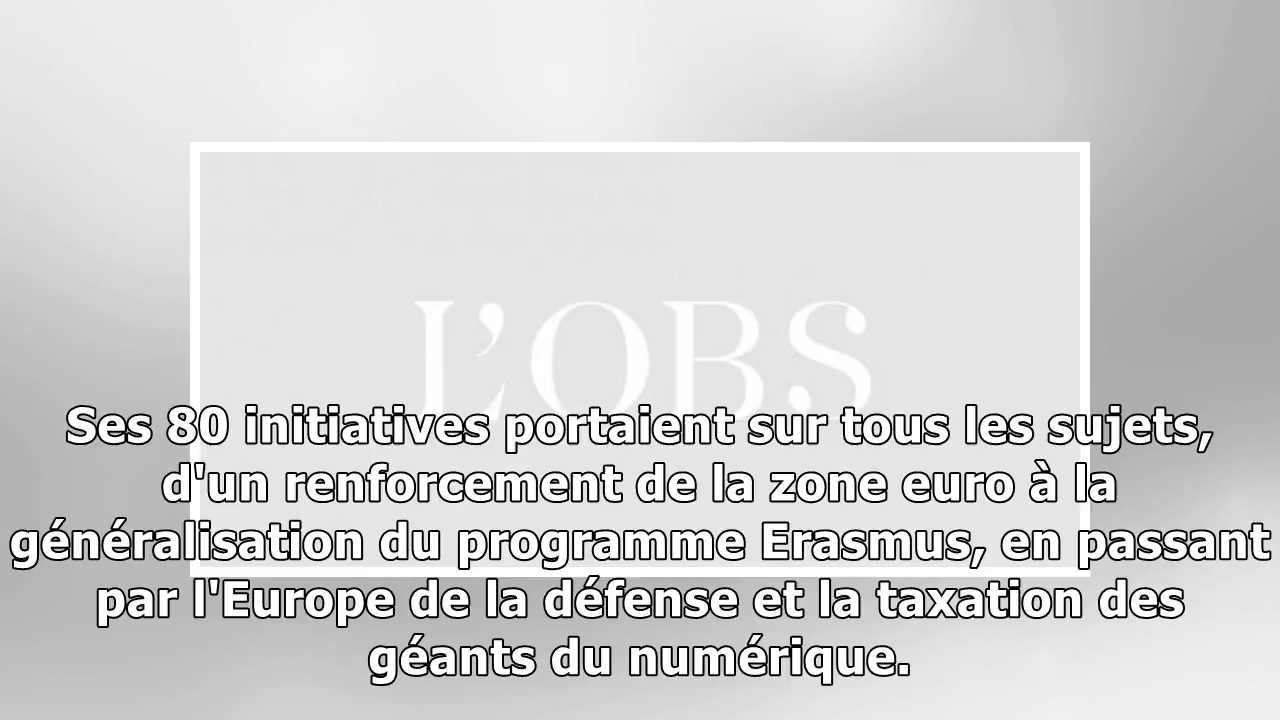 L'OBS
Ses 80 initiatives portaient sur tous les sujets,
d'un renforcement de la zone euro à la
généralisation du programme Erasmus, en passant
par l'Europe de la défense et la taxation des
géants du numérique.